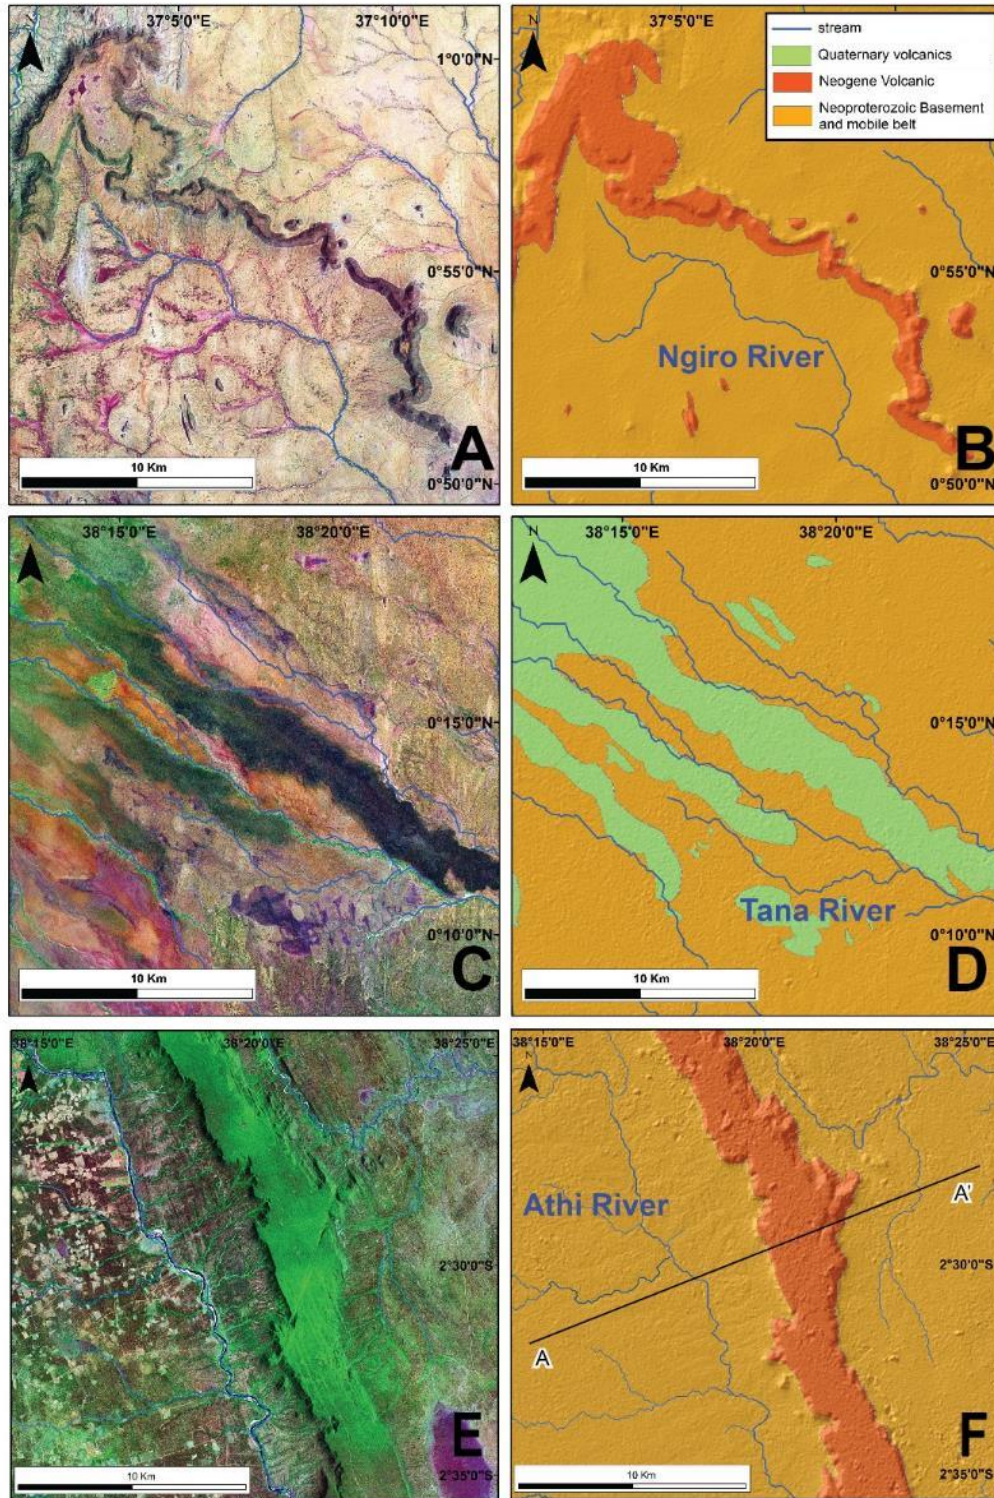 37°5'0"E 37°10'0"E
N
1°0'0"N
0°55'0"N
10 Km
A
0°50'0"N
37°5'0"E
N
stream
Quaternary volcanics
Neogene Volcanic
Neoproterozoic Basement
and mobile belt
0°55'0"N
Ngiro River
10 Km
B
0°50'0"N
38°15'0"E 38°20'0"E
N
0°15'0"N
0°10'0"N
10 Km
C
38°15'0"E 38°20'0"E
N
0°15'0"N
Tana River
0°10'0"N
10 Km
D
38°15'0"E 38°20'0"E 38°25'0"E
N
2°30'0"S
E
10 Km
2°35'0"S
38°15'0"E 38°20'0"E 38°25'0"E
N
Athi River
A'
2°30'0"S
A
F
10 Km
2°35'0"S